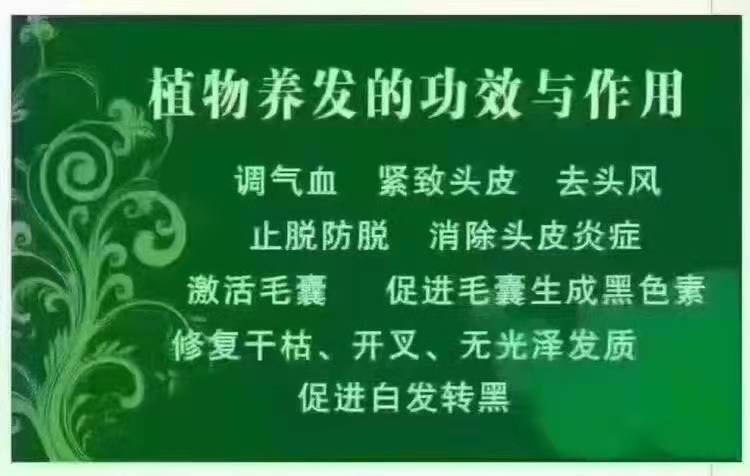 植物养发的功效与作用
调气血 紧致头皮 去头风
止脱防脱 消除头皮炎症
激活毛囊 促进毛囊生成黑色素
修复干枯、开叉、无光泽发质
促进白发转黑